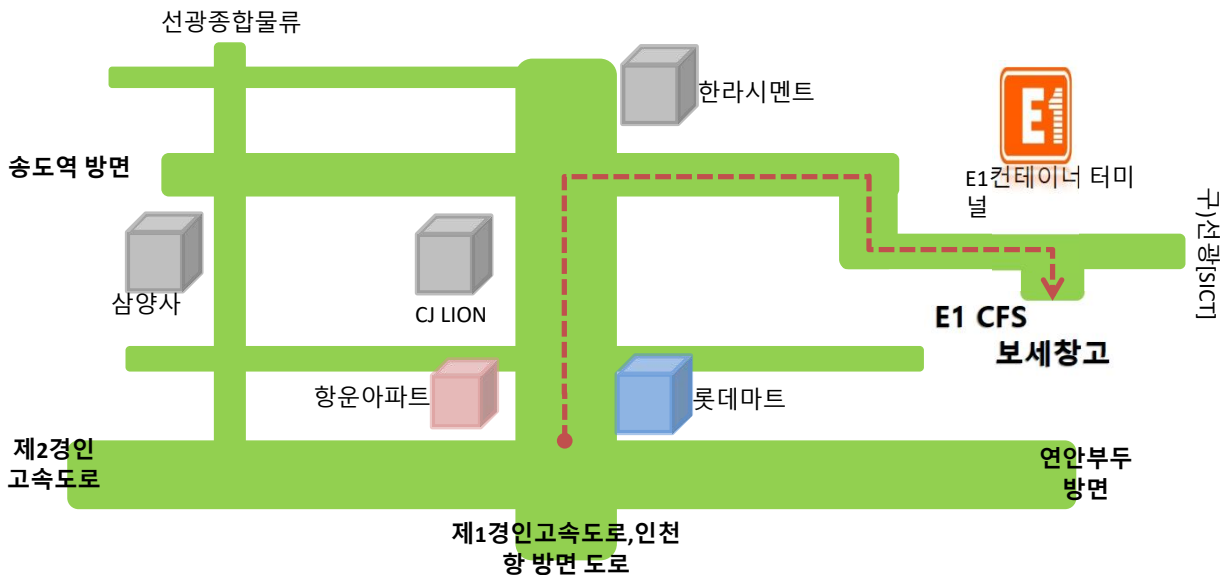 선광종합물류
한라시멘트
E1
송도역 방면
E1컨테이너 터미
널
구)선광[SICT]
삼양사
CJ LION
E1 CFS
보세창고
항운아파트
롯데마트
제2경인
고속도로
연안부두
방면
제1경인고속도로,인천
항 방면 도로